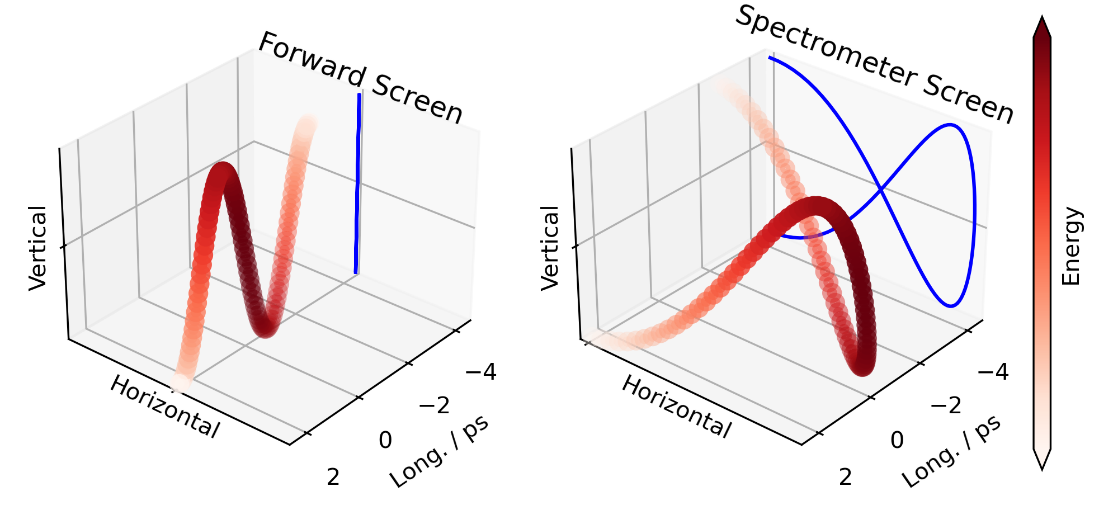 Forward Screen
Vertical
Horizontal
Long. / ps
−4
−2
0
2
Spectrometer Screen
Vertical
Horizontal
Long. / ps
−4
−2
0
2
Energy